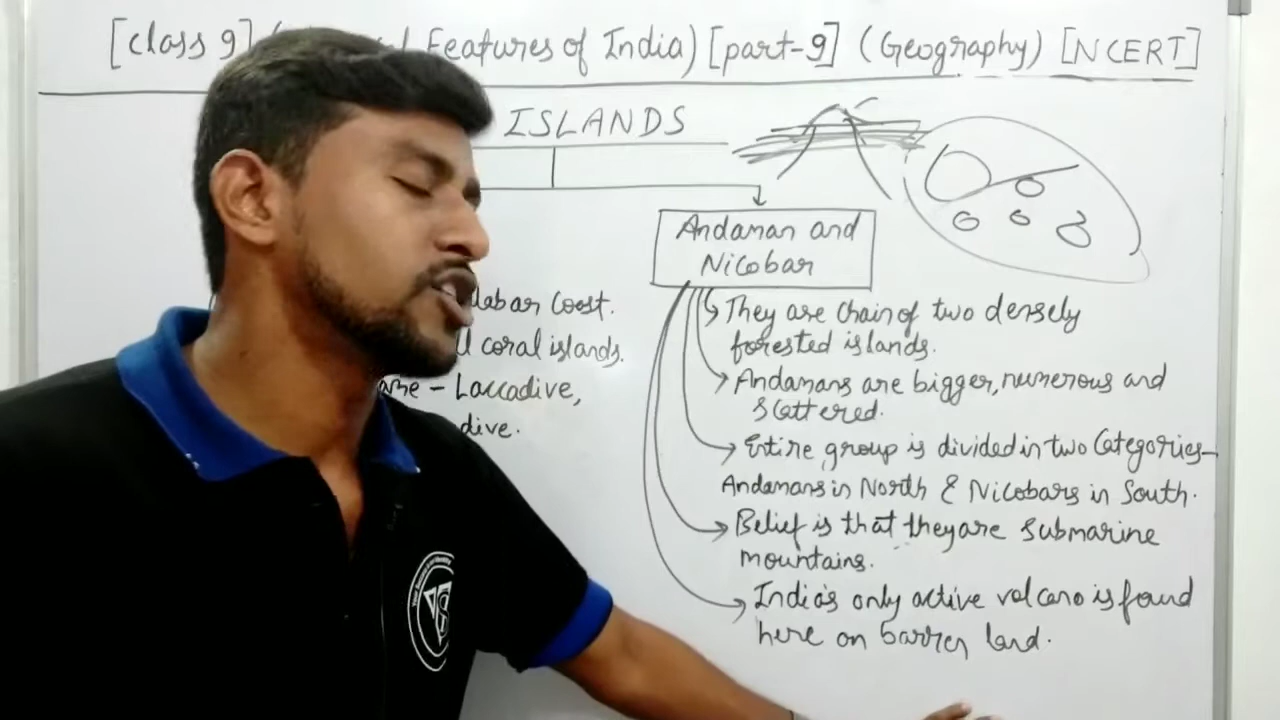 [class 9] Features of India) [part-9] (Geography) [NCERT]
ISLANDS
Andaman and
Nicobar
labar Coast.
coral islands.
ame - Laccadive,
dive.
They are chain of two densely
forested islands.
Andamans are bigger, numerous and
scattered.
Entire group is divided in two Categories-
Andamans in North & Nicobars in South.
Belief is that they are submarine
mountains.
India's only active volcano is found
here on barren land.